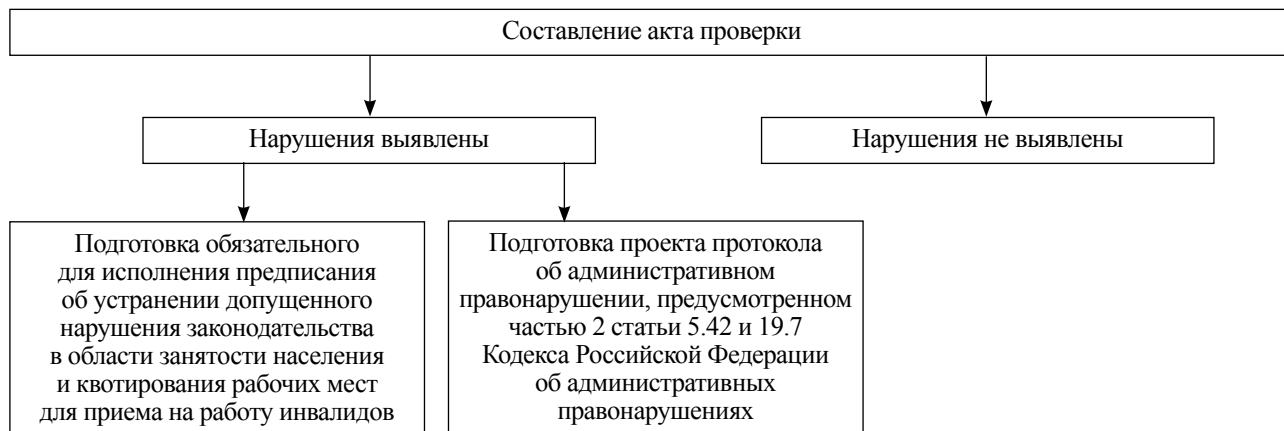 Составление акта проверки
Нарушения выявлены
Нарушения не выявлены
Подготовка обязательного
для исполнения предписания
об устранении допущенного
нарушения законодательства
в области занятости населения
и квотирования рабочих мест
для приема на работу инвалидов
Подготовка проекта протокола
об административном
правонарушении, предусмотренном
частью 2 статьи 5.42 и 19.7
Кодекса Российской Федерации
об административных
правонарушениях